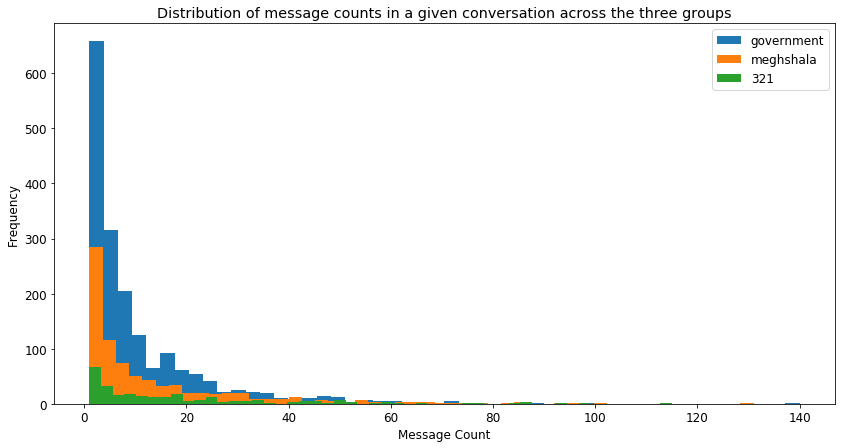 Distribution of message counts in a given conversation across the three groups
government
meghshala
321
Frequency
600
500
400
300
200
100
0
0 20 40 60 80 100 120 140
Message Count